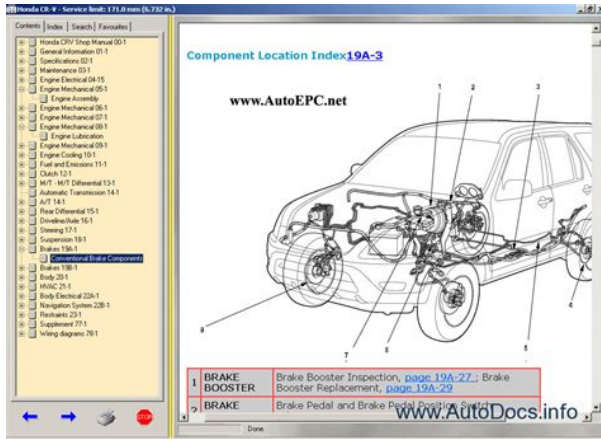 Honda CR-V - Service limit: 171.0 mm (6.732 in.)
Contents Index Search Favourites
Honda CRV Shop Manual 00-1
General Information 01-1
Specifications 02-1
Maintenance 03-1
Engine Electrical 04-15
Engine Mechanical 05-1
Engine Assembly
Engine Mechanical 06-1
Engine Mechanical 07-1
Engine Mechanical 08-1
Engine Lubrication
Engine Mechanical 09-1
Engine Cooling 10-1
Fuel and Emissions 11-1
Clutch 12-1
M/T - M/T Differential 13-1
Automatic Transmission 14-1
A/T 14-1
Rear Differential 15-1
Driveline/Axle 16-1
Steering 17-1
Suspension 18-1
Brakes 19A-1
Conventional Brake Components
Brakes 19B-1
Body 20-1
HVAC 21-1
Body Electrical 22A-1
Navigation System 22B-1
Restraints 23-1
Supplement 77-1
Wiring diagrams 78-1
STOP
Component Location Index19A-3
www.AutoEPC.net
1 2 3
4
5
6
7
8
1 BRAKE BOOSTER Brake Booster Inspection, page 19A-27 ; Brake
Booster Replacement, page 19A-29
2 BRAKE Brake Pedal and Brake Pedal Position Switch
www.AutoDocs.info
Done